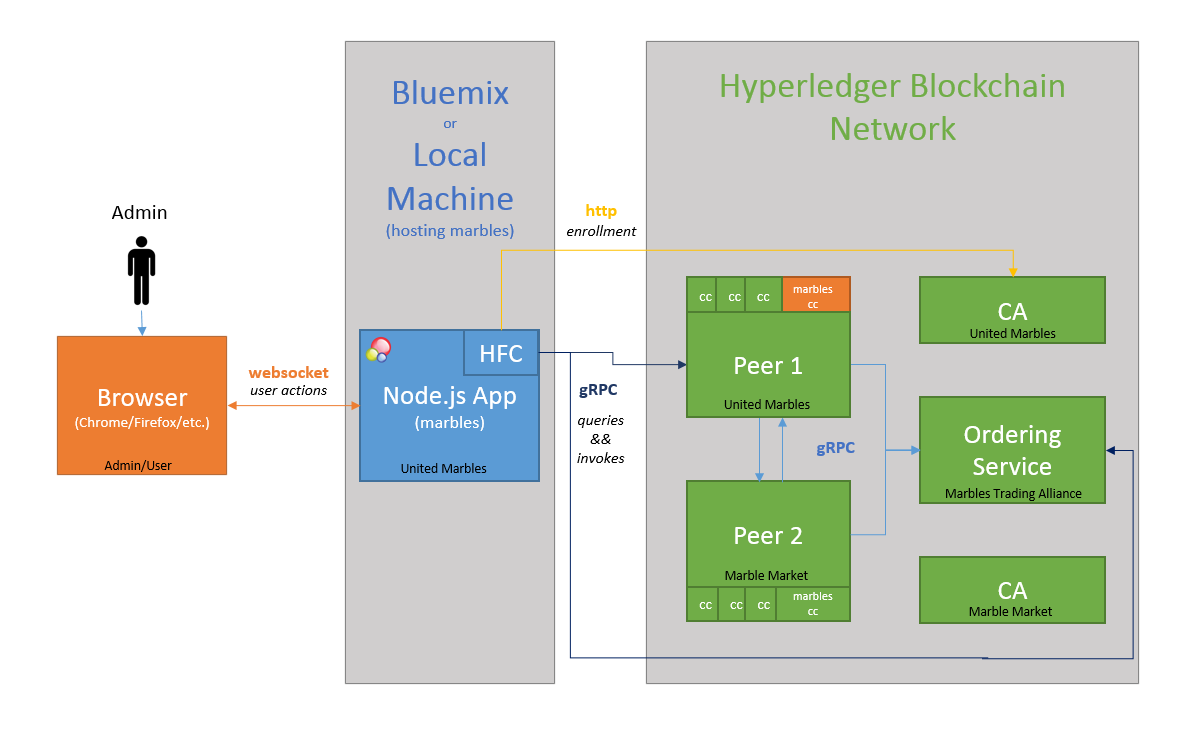 Admin
Browser
(Chrome/Firefox/etc.)
Admin/User
websocket
user actions
Bluemix
or
Local
Machine
(hosting marbles)
HFC
Node.js App
(marbles)
United Marbles
http
enrollment
gRPC
queries
&&
invokes
Hyperledger Blockchain
Network
cc cc cc marbles
cc
Peer 1
United Marbles
gRPC
Peer 2
Marble Market
cc cc cc marbles
cc
CA
United Marbles
Ordering
Service
Marbles Trading Alliance
CA
Marble Market